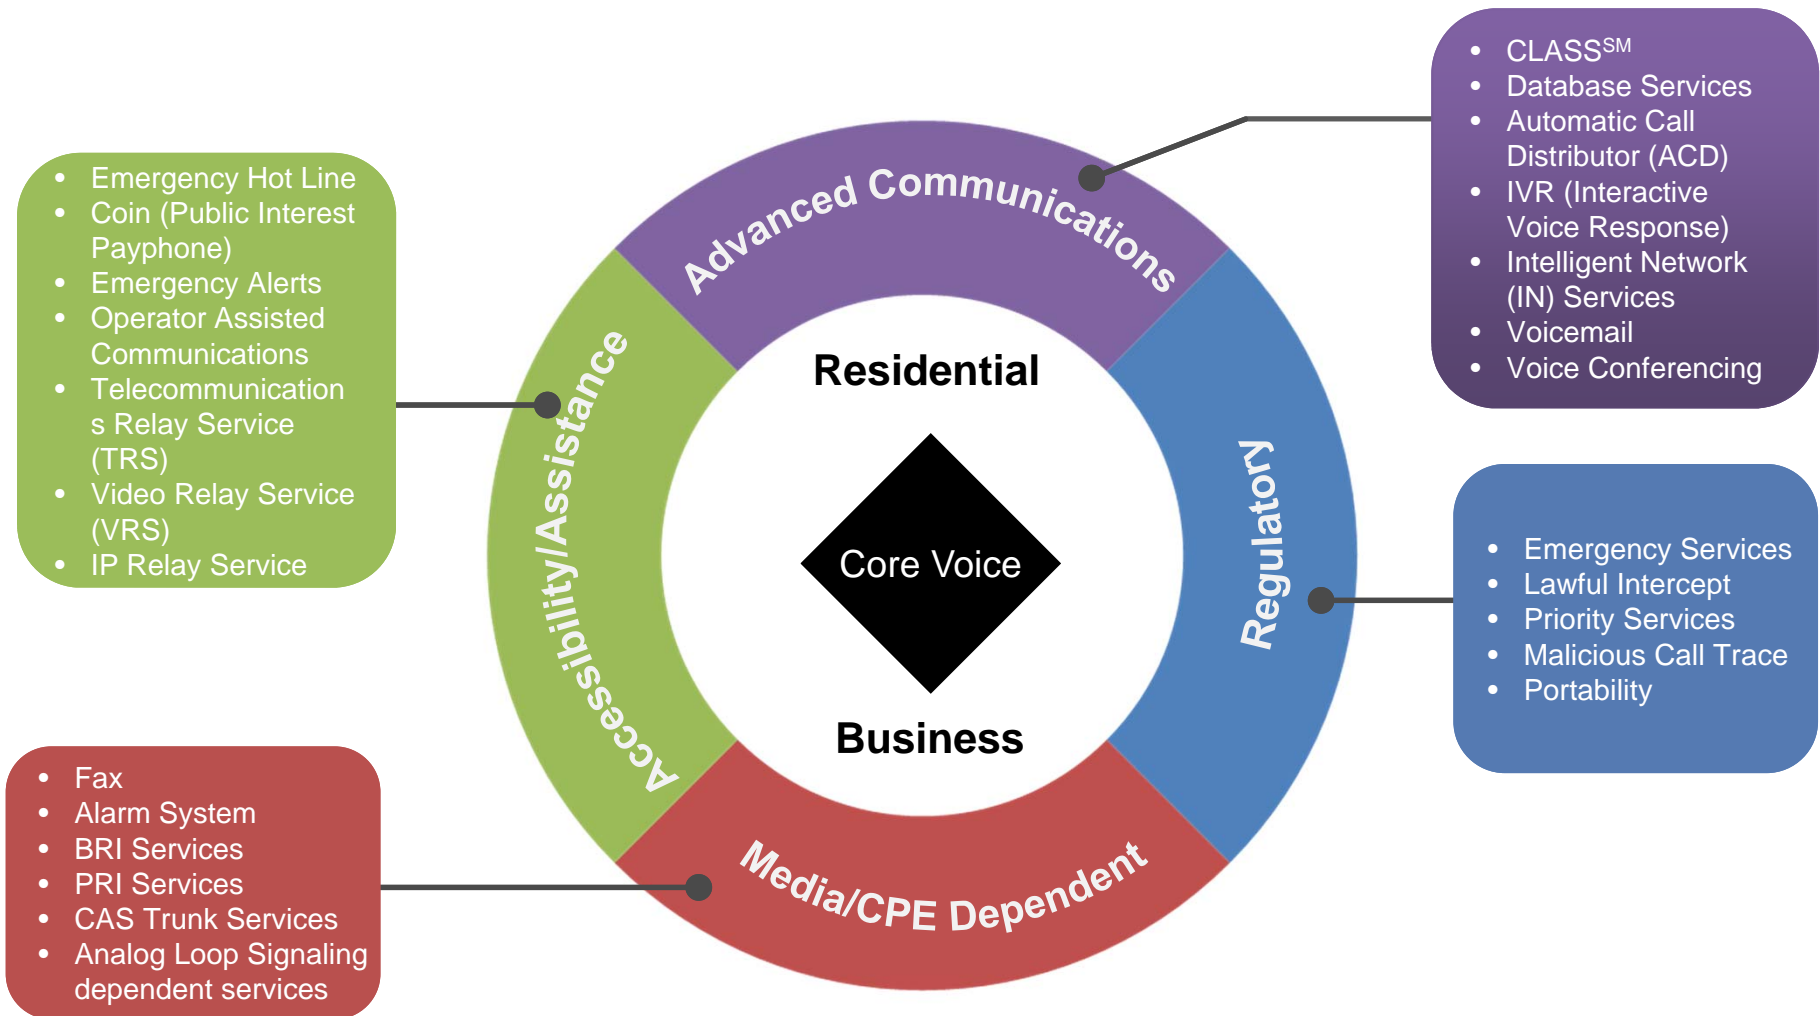 • Emergency Hot Line
• Coin (Public Interest
Payphone)
• Emergency Alerts
• Operator Assisted
Communications
• Telecommunication
s Relay Service
(TRS)
• Video Relay Service
(VRS)
• IP Relay Service
• Fax
• Alarm System
• BRI Services
• PRI Services
• CAS Trunk Services
• Analog Loop Signaling
dependent services
Advanced Communications
Accessibility/Assistance
Residential
Core Voice
Business
Regulatory
Media/CPE Dependent
• CLASSSM
• Database Services
• Automatic Call
Distributor (ACD)
• IVR (Interactive
Voice Response)
• Intelligent Network
(IN) Services
• Voicemail
• Voice Conferencing
• Emergency Services
• Lawful Intercept
• Priority Services
• Malicious Call Trace
• Portability